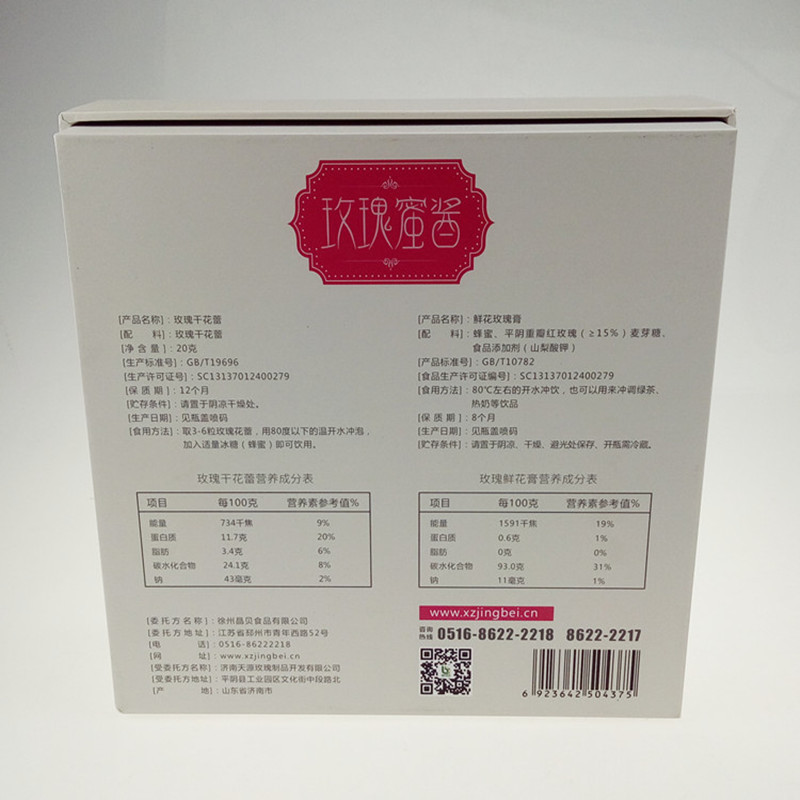 玫瑰蜜酱
[产品名称]：玫瑰干花蕾
[配　　料]：玫瑰干花蕾
[净 含 量]：20克
[生产标准号]：GB/T19696
[生产许可证号]：SC13137012400279
[保 质 期]：12个月
[贮存条件]：请置于阴凉干燥处。
[生产日期]：见瓶盖喷码
[食用方法]：取3-6粒玫瑰花蕾，用80度以下的温开水冲泡，
加入适量冰糖（蜂蜜）即可饮用。
[产品名称]：鲜花玫瑰膏
[配　　料]：蜂蜜、平阴重瓣红玫瑰（≥15%）麦芽糖、
食品添加剂（山梨酸钾）
[产品标准号]：GB/T10782
[食品生产许可证编号]：SC13137012400279
[食用方法]：80℃左右的开水冲饮，也可以用来冲调绿茶、
热奶等饮品
[保 质 期]：8个月
[生产日期]：见瓶盖喷码
[贮存条件]：请置于阴凉、干燥、避光处保存、开瓶需冷藏。
玫瑰干花蕾营养成分表
项目 每100克 营养素参考值%
能量 734千焦 9%
蛋白质 11.7克 20%
脂肪 3.4克 6%
碳水化合物 24.1克 8%
钠 43毫克 2%
玫瑰鲜花膏营养成分表
项目 每100克 营养素参考值%
能量 1591千焦 19%
蛋白质 0.6克 1%
脂肪 0克 0%
碳水化合物 93.0克 31%
钠 11毫克 1%
[委托方名称]：徐州晶贝食品有限公司
[委托方地址]：江苏省邳州市青年西路52号
[电　　话]：0516-86222218
[网　　址]：www.xzjingbei.cn
[受委托方名称]：济南天源玫瑰制品开发有限公司
[受委托方地址]：平阴县工业园区文化街中段路北
[产　　地]：山东省济南市
www.xzjingbei.cn
咨询热线 0516-8622-2218 8622-2217
6 923642 504375